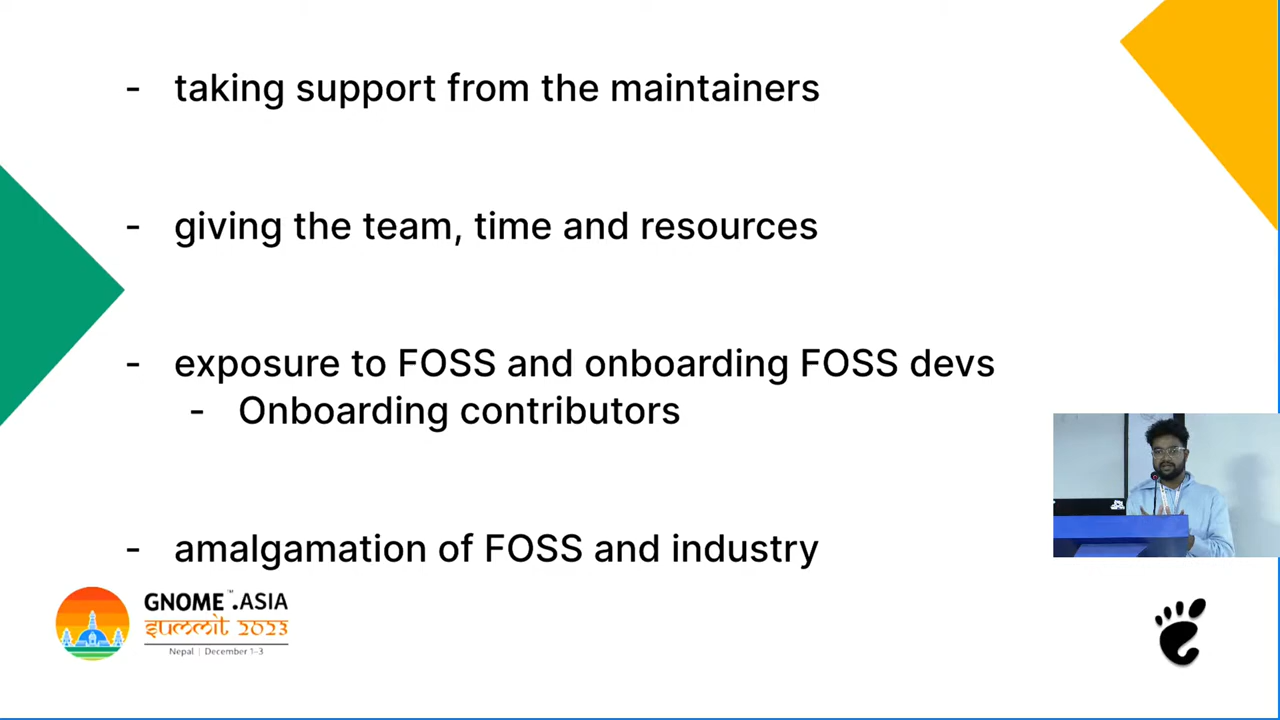 - taking support from the maintainers
- giving the team, time and resources
- exposure to FOSS and onboarding FOSS devs
- Onboarding contributors
- amalgamation of FOSS and industry
GNOME™.ASIA
summit 2023
Nepal | December 1-3